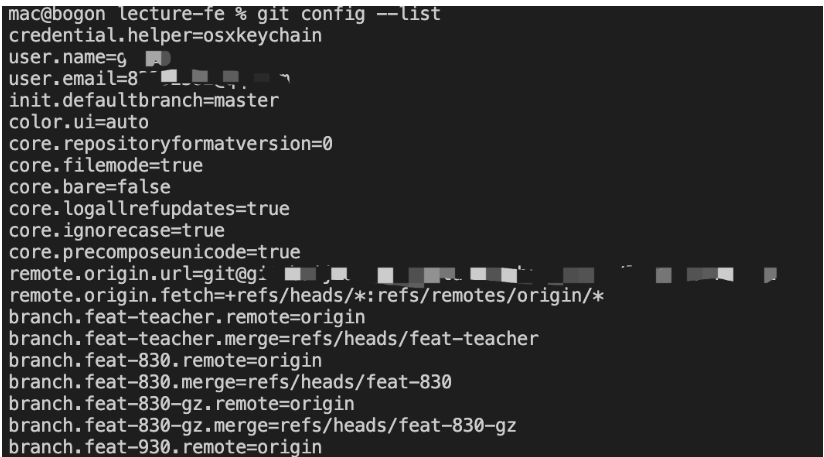 mac@bogon lecture-fe % git config --list
credential.helper=osxkeychain
user.name=g
user.email=8
init.defaultbranch=master
color.ui=auto
core.repositoryformatversion=0
core.filemode=true
core.bare=false
core.logallrefupdates=true
core.ignorecase=true
core.precomposeunicode=true
remote.origin.url=git@gi
remote.origin.fetch=+refs/heads/*:refs/remotes/origin/*
branch.feat-teacher.remote=origin
branch.feat-teacher.merge=refs/heads/feat-teacher
branch.feat-830.remote=origin
branch.feat-830.merge=refs/heads/feat-830
branch.feat-830-gz.remote=origin
branch.feat-830-gz.merge=refs/heads/feat-830-gz
branch.feat-930.remote=origin